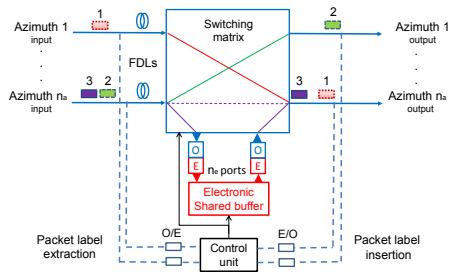 1
Switching
matrix
2
Azimuth 1
input
Azimuth 1
output
FDLs
3 2
3 1
Azimuth na
input
Azimuth na
output
O
E
O
E
ne ports
Electronic
Shared buffer
O/E
E/O
Packet label
extraction
Control
unit
Packet label
insertion